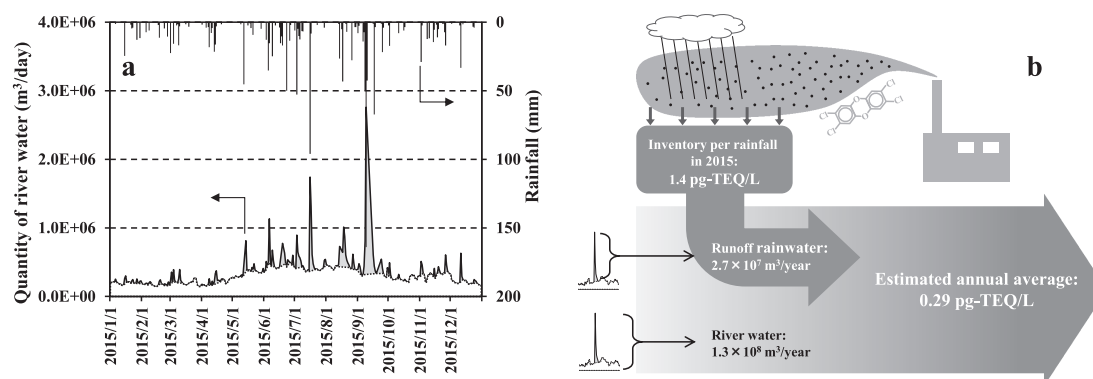 4.0E+06
3.0E+06
2.0E+06
1.0E+06
0.0E+00
Quantity of river water (m³/day)
a
0
50
100
150
200
Rainfall (mm)
2015/1/1
2015/2/1
2015/3/1
2015/4/1
2015/5/1
2015/6/1
2015/7/1
2015/8/1
2015/9/1
2015/10/1
2015/11/1
2015/12/1
b
Cl
O
Cl
Cl
O
Cl
Inventory per rainfall
in 2015:
1.4 pg-TEQ/L
Runoff rainwater:
2.7×10⁷ m³/year
Estimated annual average:
0.29 pg-TEQ/L
River water:
1.3×10⁸ m³/year